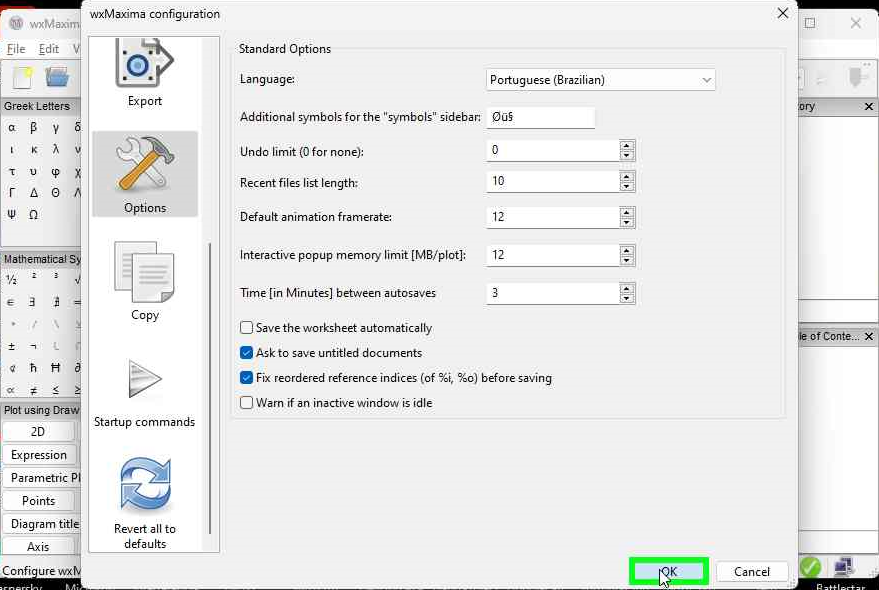 wxMaxima configuration
wxMaxim
File Edit V
Greek Letters
α β γ δ
ι κ λ ν
τ υ φ χ
Γ Δ Θ Λ
Ψ Ω
Mathematical Sy
½ ² ³ √
∈ ∃ ∄
± ¬
ħ Ħ ∂
∝ ≠ ≤ ≥
Plot using Draw
2D
Expression
Parametric Pl
Points
Diagram title
Axis
Configure wxM
Export
Options
Copy
Startup commands
Revert all to
defaults
Standard Options
Language: Portuguese (Brazilian)
Additional symbols for the "symbols" sidebar: Øü§
Undo limit (0 for none): 0
Recent files list length: 10
Default animation framerate: 12
Interactive popup memory limit [MB/plot]: 12
Time [in Minutes] between autosaves 3
Save the worksheet automatically
Ask to save untitled documents
Fix reordered reference indices (of %i, %o) before saving
Warn if an inactive window is idle
OK Cancel
ory
le of Conte...